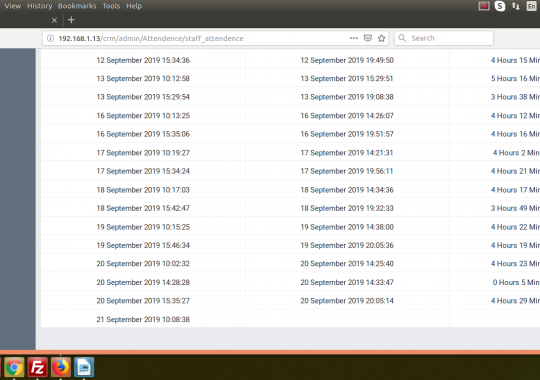 View History Bookmarks Tools Help
S En
× +
192.168.1.13/crm/admin/Attendence/staff_attendence ••• Search
12 September 2019 15:34:36 12 September 2019 19:49:50 4 Hours 15 Min
13 September 2019 10:12:58 13 September 2019 15:29:51 5 Hours 16 Min
13 September 2019 15:29:54 13 September 2019 19:08:38 3 Hours 38 Min
16 September 2019 10:13:25 16 September 2019 14:26:07 4 Hours 12 Min
16 September 2019 15:35:06 16 September 2019 19:51:57 4 Hours 16 Min
17 September 2019 10:19:27 17 September 2019 14:21:31 4 Hours 2 Min
17 September 2019 15:34:24 17 September 2019 19:56:11 4 Hours 21 Min
18 September 2019 10:17:03 18 September 2019 14:34:36 4 Hours 17 Min
18 September 2019 15:42:47 18 September 2019 19:32:33 3 Hours 49 Min
19 September 2019 10:15:25 19 September 2019 14:38:00 4 Hours 22 Min
19 September 2019 15:46:34 19 September 2019 20:05:36 4 Hours 19 Min
20 September 2019 10:02:32 20 September 2019 14:25:40 4 Hours 23 Min
20 September 2019 14:28:28 20 September 2019 14:33:47 0 Hours 5 Min
20 September 2019 15:35:27 20 September 2019 20:05:14 4 Hours 29 Min
21 September 2019 10:08:38
Fz